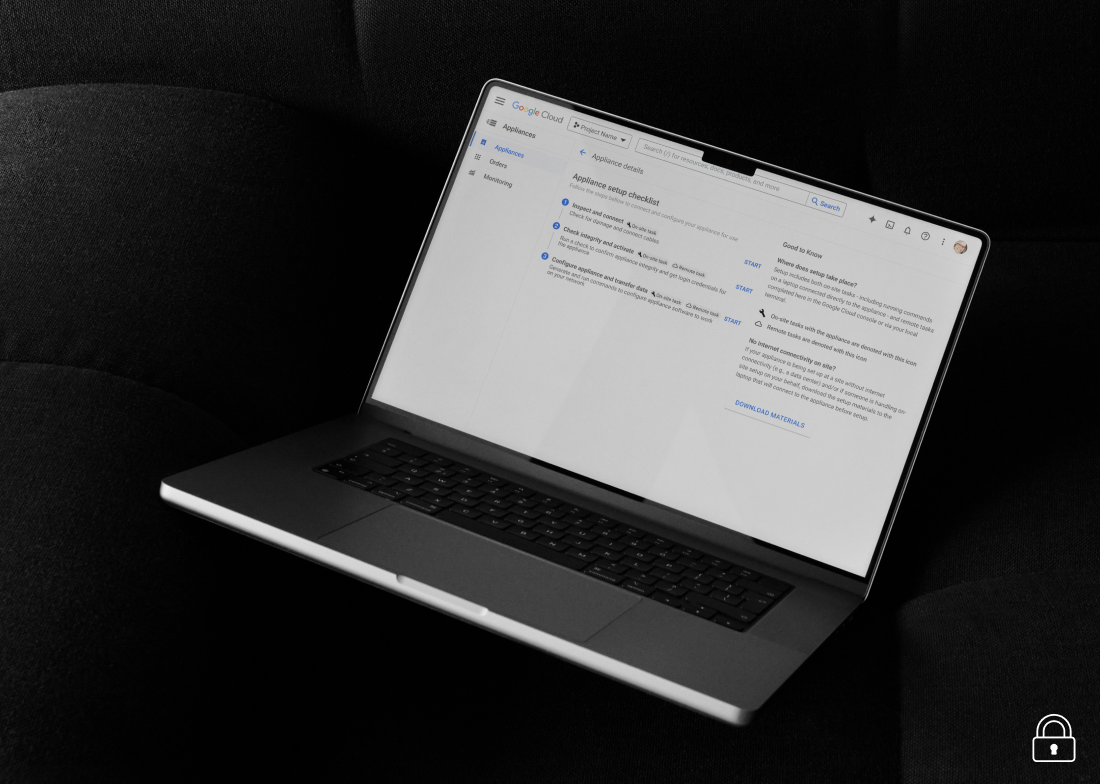 Google Cloud
Project Name
Search (/) for resources, docs, products, and more
Search
Appliances
Appliances
Orders
Monitoring
Appliance details
Appliance setup checklist
Follow the steps below to connect and configure your appliance for use
1 Inspect and connect On-site task
Check for damage and connect cables
START
2 Check integrity and activate On-site task Remote task
Run a check to confirm appliance integrity and get login credentials for
the appliance
START
3 Configure appliance and transfer data On-site task Remote task
Generate and run commands to configure appliance software to work
on your network
START
Good to Know
Where does setup take place?
Setup includes both on-site tasks - including running commands
on a laptop connected directly to the appliance - and remote tasks
completed here in the Google Cloud console or via your local
terminal.
On-site tasks with the appliance are denoted with this icon
Remote tasks are denoted with this icon
No internet connectivity on site?
If your appliance is being set up at a site without internet
connectivity (e.g., a data center) and/or if someone is handling on-
site setup on your behalf, download the setup materials to the
laptop that will connect to the appliance before setup.
DOWNLOAD MATERIALS